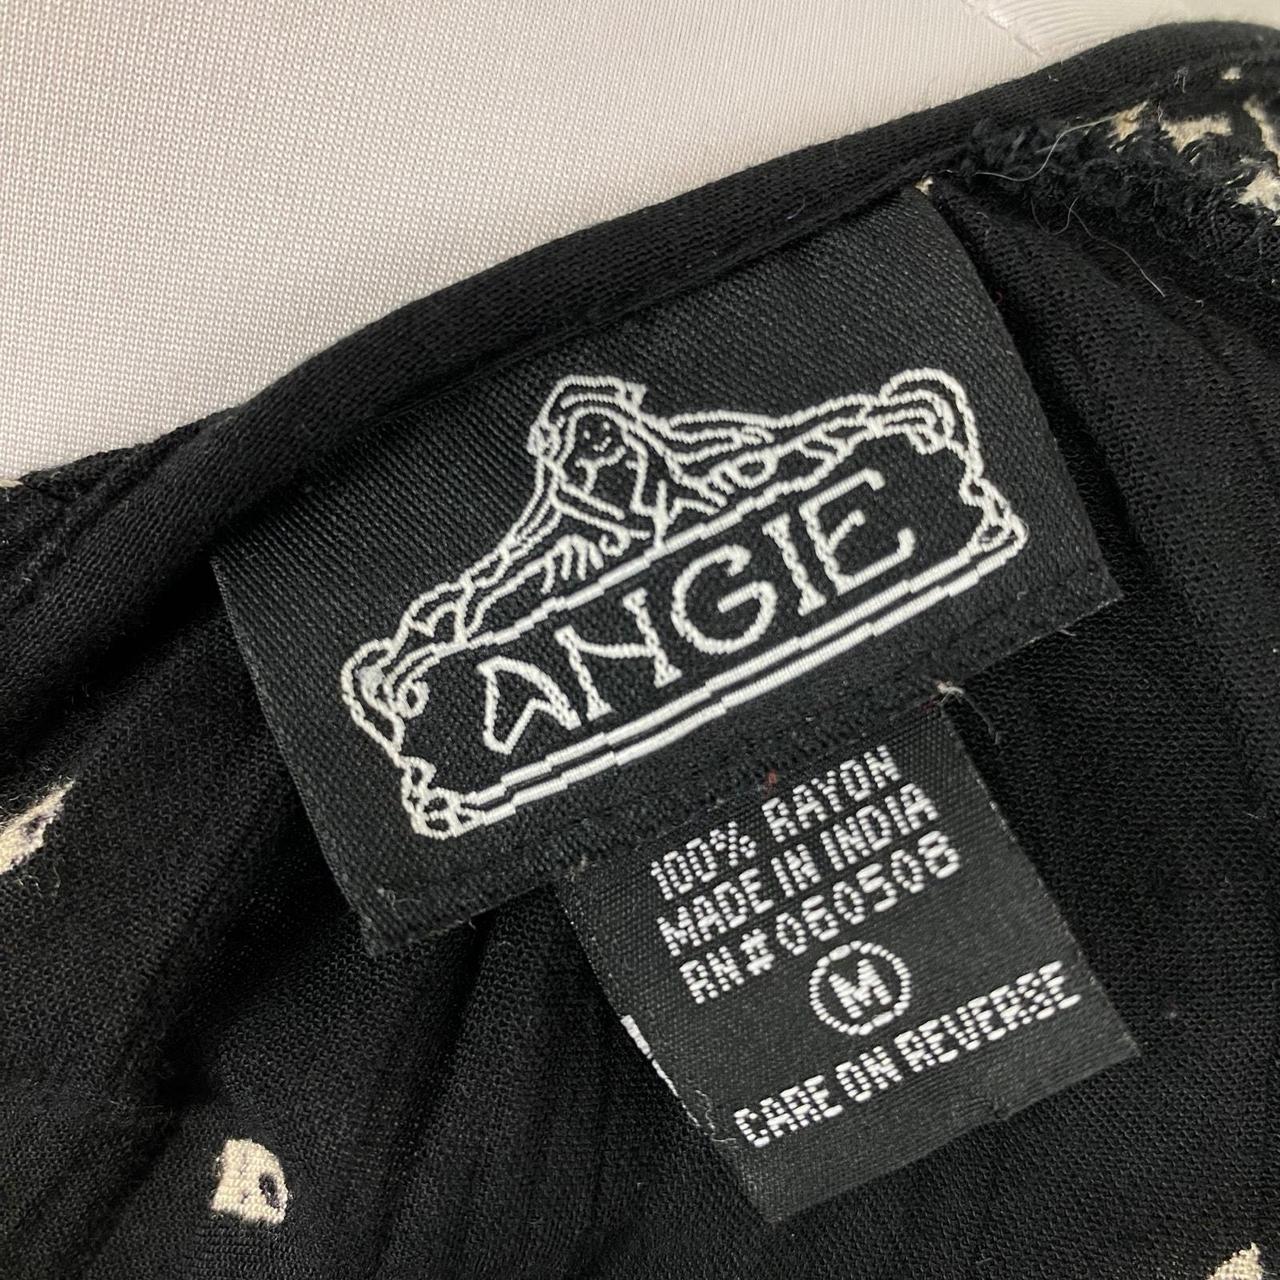 ANGIE
100% RAYON
MADE IN INDIA
RN#060508
M
CARE ON REVERSE